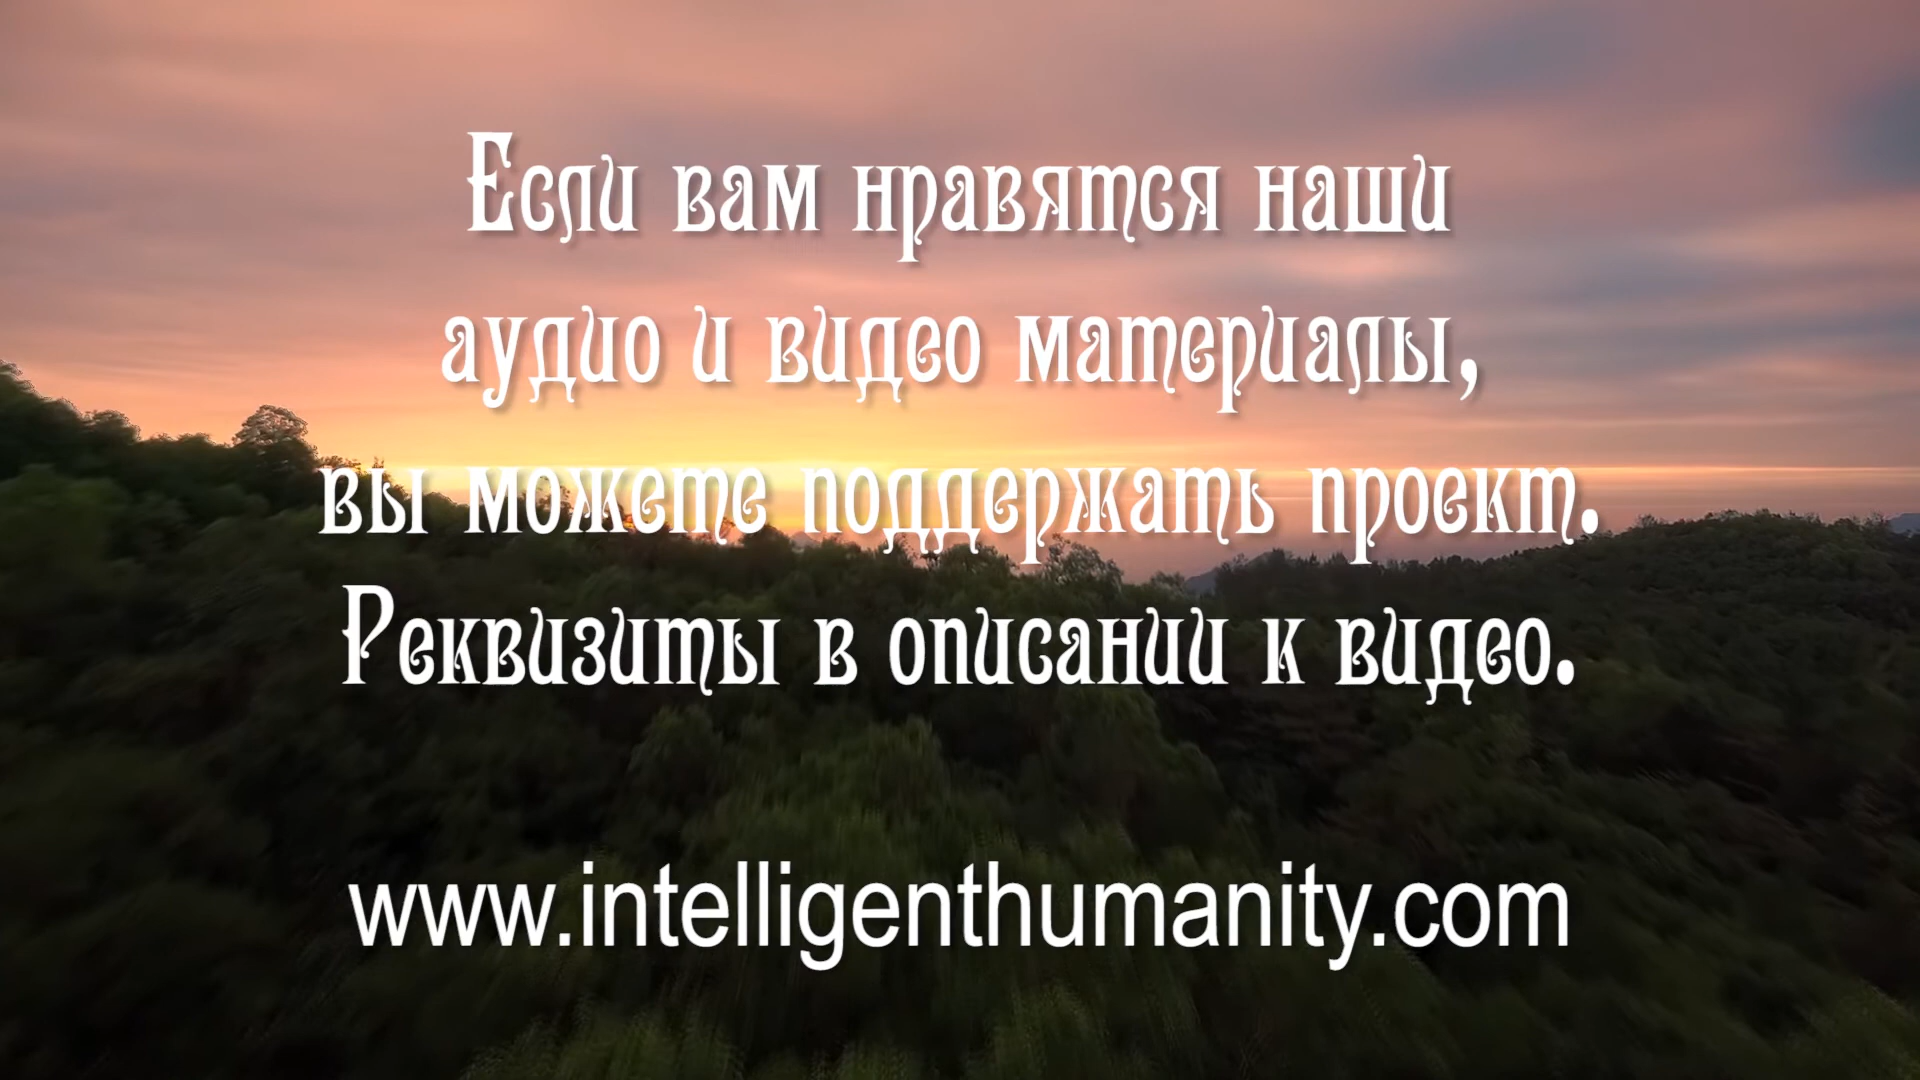 Если вам нравятся наши
аудио и видео материалы,
вы можете поддержать проект.
Реквизиты в описании к видео.
www.intelligenthumanity.com